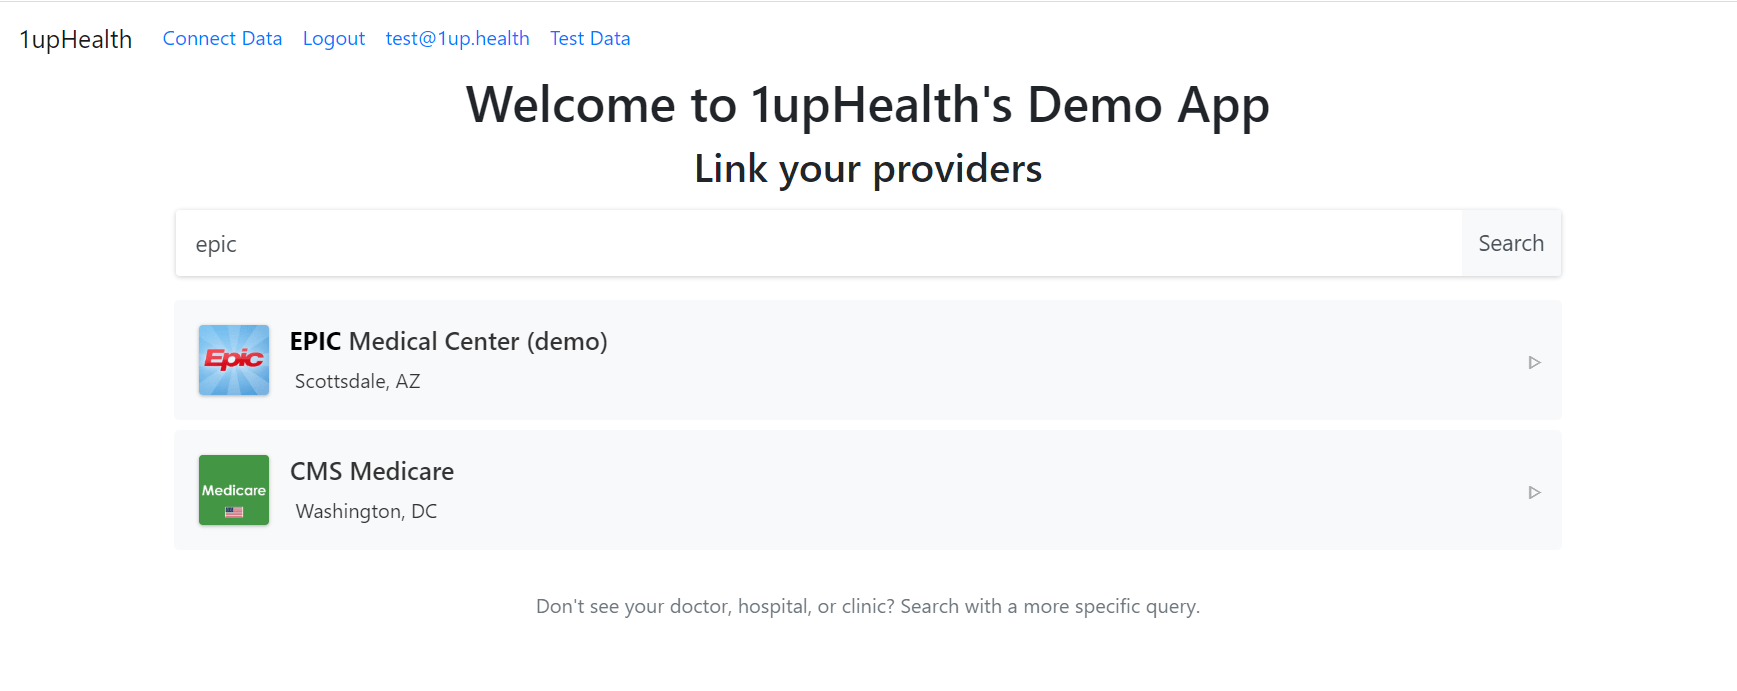 1upHealth Connect Data Logout test@1up.health Test Data
Welcome to 1upHealth's Demo App
Link your providers
epic Search
Epic
EPIC Medical Center (demo)
Scottsdale, AZ
Medicare
CMS Medicare
Washington, DC
Don't see your doctor, hospital, or clinic? Search with a more specific query.